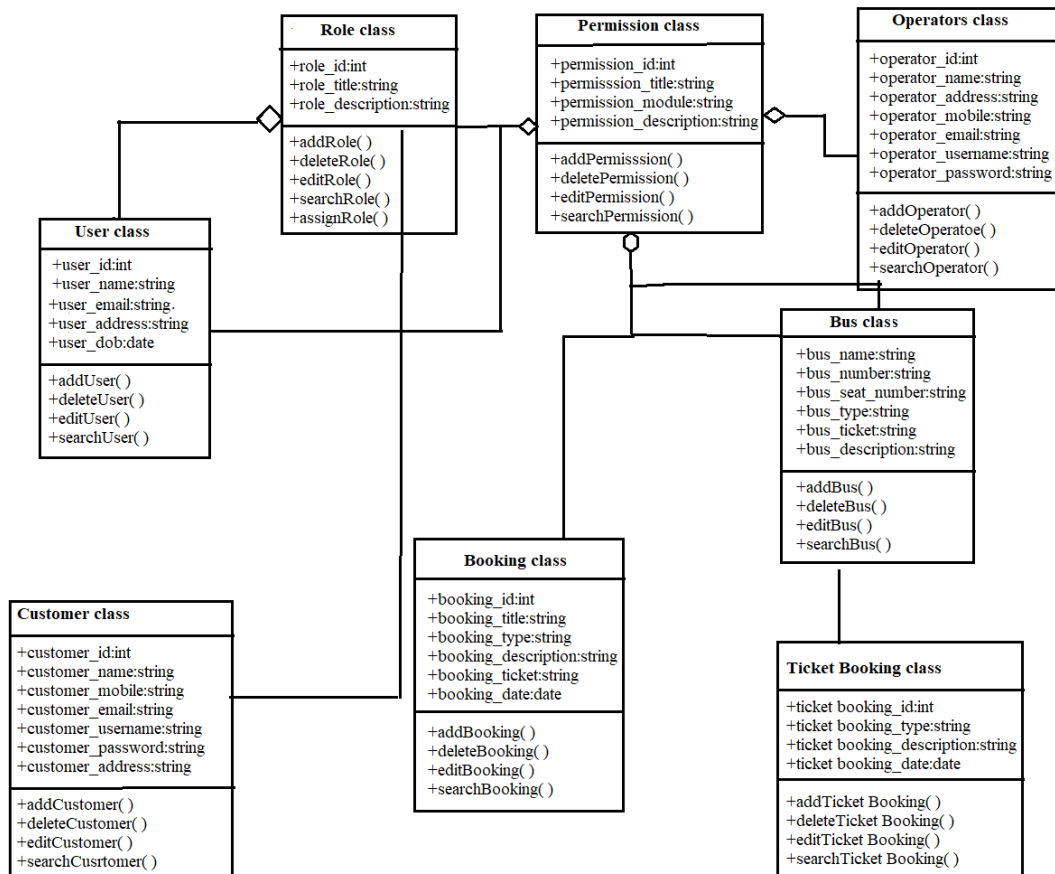 Role class
+role_id:int
+role_title:string
+role_description:string
+addRole( )
+deleteRole( )
+editRole( )
+searchRole( )
+assignRole( )
Permission class
+permission_id:int
+permisssion_title:string
+permission_module:string
+permission_description:string
+addPermisssion( )
+deletePermission( )
+editPermission( )
+searchPermission( )
Operators class
+operator_id:int
+operator_name:string
+operator_address:string
+operator_mobile:string
+operator_email:string
+operator_username:string
+operator_password:string
+addOperator( )
+deleteOperatoe( )
+editOperator( )
+searchOperator( )
User class
+user_id:int
+user_name:string
+user_email:string.
+user_address:string
+user_dob:date
+addUser( )
+deleteUser( )
+editUser( )
+searchUser( )
Bus class
+bus_name:string
+bus_number:string
+bus_seat_number:string
+bus_type:string
+bus_ticket:string
+bus_description:string
+addBus( )
+deleteBus( )
+editBus( )
+searchBus( )
Booking class
+booking_id:int
+booking_title:string
+booking_type:string
+booking_description:string
+booking_ticket:string
+booking_date:date
+addBooking( )
+deleteBooking( )
+editBooking( )
+searchBooking( )
Customer class
+customer_id:int
+customer_name:string
+customer_mobile:string
+customer_email:string
+customer_username:string
+customer_password:string
+customer_address:string
+addCustomer( )
+deleteCustomer( )
+editCustomer( )
+searchCusrtomer( )
Ticket Booking class
+ticket booking_id:int
+ticket booking_type:string
+ticket booking_description:string
+ticket booking_date:date
+addTicket Booking( )
+deleteTicket Booking( )
+editTicket Booking( )
+searchTicket Booking( )